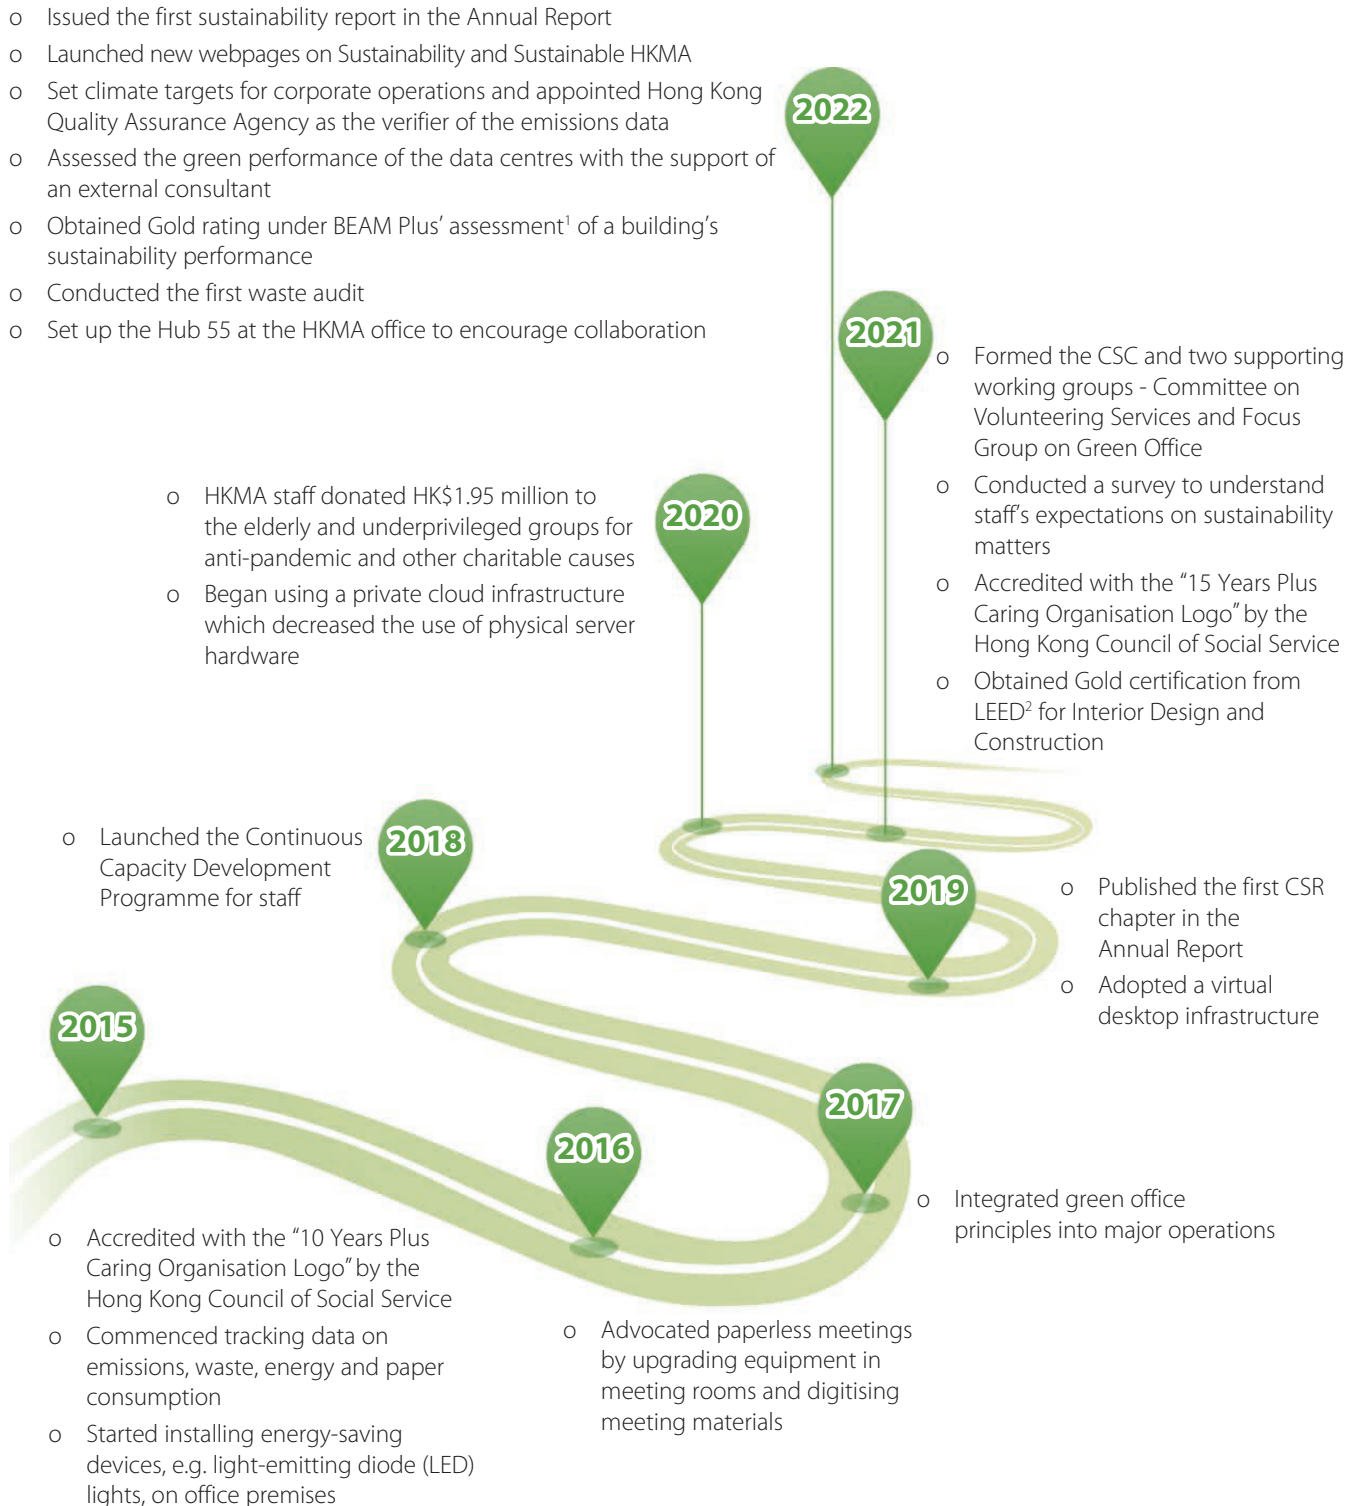 o Issued the first sustainability report in the Annual Report
o Launched new webpages on Sustainability and Sustainable HKMA
o Set climate targets for corporate operations and appointed Hong Kong
Quality Assurance Agency as the verifier of the emissions data
o Assessed the green performance of the data centres with the support of
an external consultant
o Obtained Gold rating under BEAM Plus’ assessment¹ of a building’s
sustainability performance
o Conducted the first waste audit
o Set up the Hub 55 at the HKMA office to encourage collaboration
2022
2021
o Formed the CSC and two supporting
working groups - Committee on
Volunteering Services and Focus
Group on Green Office
o Conducted a survey to understand
staff’s expectations on sustainability
matters
o Accredited with the “15 Years Plus
Caring Organisation Logo” by the
Hong Kong Council of Social Service
o Obtained Gold certification from
LEED² for Interior Design and
Construction
2020
o HKMA staff donated HK$1.95 million to
the elderly and underprivileged groups for
anti-pandemic and other charitable causes
o Began using a private cloud infrastructure
which decreased the use of physical server
hardware
2018
o Launched the Continuous
Capacity Development
Programme for staff
2019
o Published the first CSR
chapter in the
Annual Report
o Adopted a virtual
desktop infrastructure
2015
o Accredited with the “10 Years Plus
Caring Organisation Logo” by the
Hong Kong Council of Social Service
o Commenced tracking data on
emissions, waste, energy and paper
consumption
o Started installing energy-saving
devices, e.g. light-emitting diode (LED)
lights, on office premises
2016
o Advocated paperless meetings
by upgrading equipment in
meeting rooms and digitising
meeting materials
2017
o Integrated green office
principles into major operations